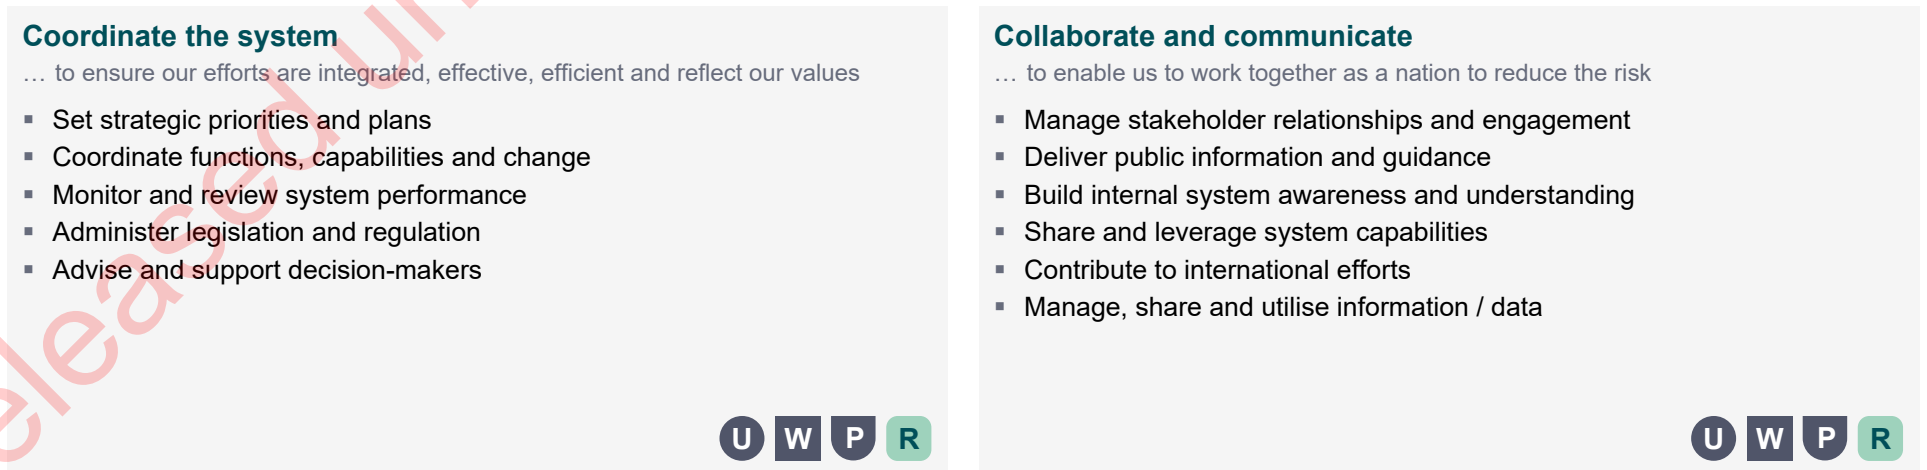 Coordinate the system
… to ensure our efforts are integrated, effective, efficient and reflect our values
▪ Set strategic priorities and plans
▪ Coordinate functions, capabilities and change
▪ Monitor and review system performance
▪ Administer legislation and regulation
▪ Advise and support decision-makers
U W P R
Collaborate and communicate
… to enable us to work together as a nation to reduce the risk
▪ Manage stakeholder relationships and engagement
▪ Deliver public information and guidance
▪ Build internal system awareness and understanding
▪ Share and leverage system capabilities
▪ Contribute to international efforts
▪ Manage, share and utilise information / data
U W P R
eleased un